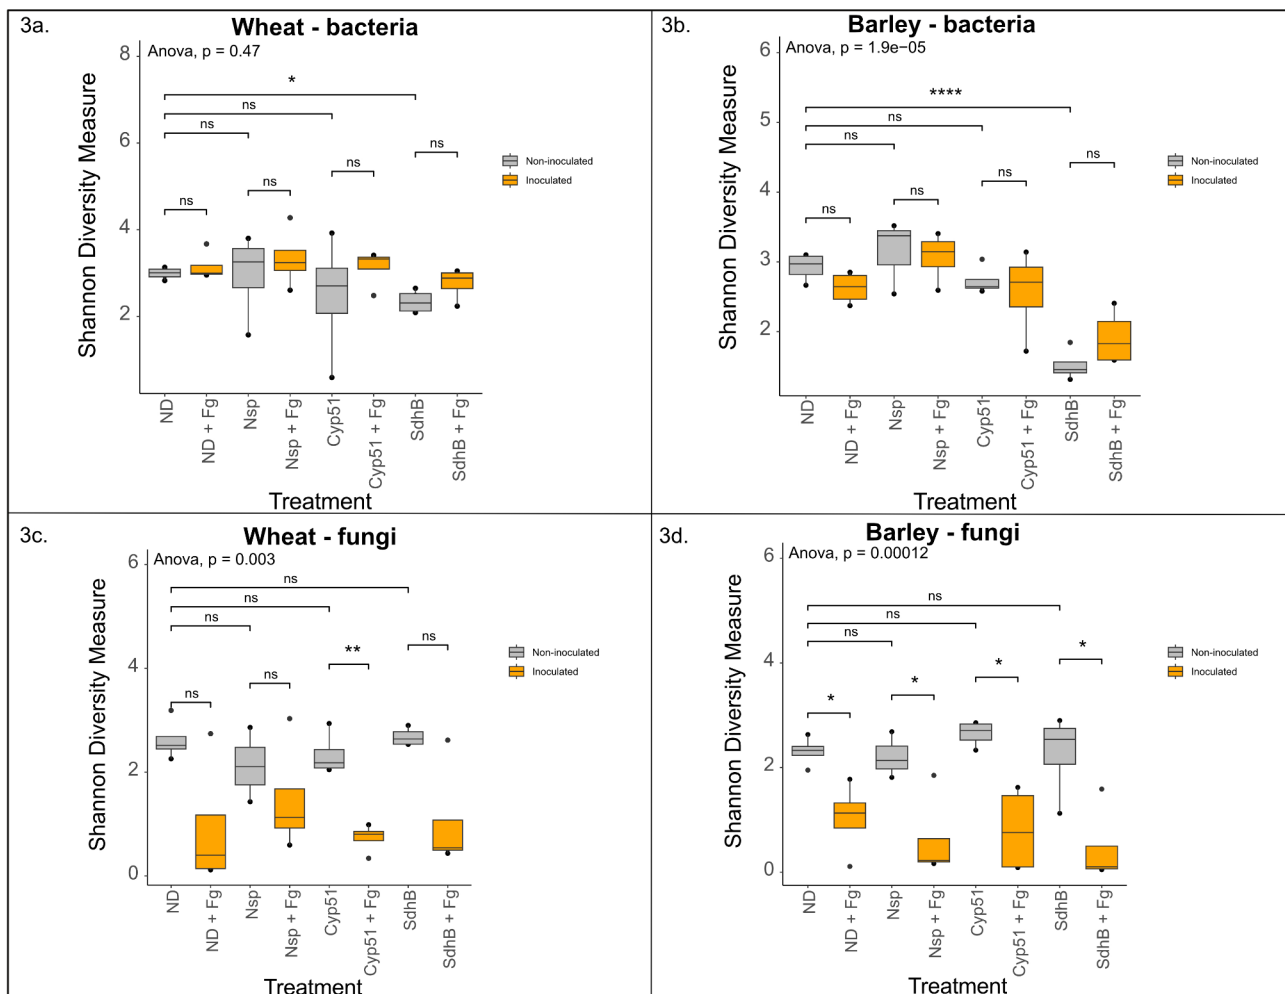 3a.
Wheat - bacteria
Anova, p = 0.47
Shannon Diversity Measure
8
6
4
2
*
ns
ns
ns
ns
ns
ns
Non-inoculated
Inoculated
ND
ND + Fg
Nsp
Nsp + Fg
Cyp51
Cyp51 + Fg
SdhB
SdhB + Fg
Treatment
3b.
Barley - bacteria
Anova, p = 1.9e−05
Shannon Diversity Measure
6
5
4
3
2
****
ns
ns
ns
ns
ns
ns
Non-inoculated
Inoculated
ND
ND + Fg
Nsp
Nsp + Fg
Cyp51
Cyp51 + Fg
SdhB
SdhB + Fg
Treatment
3c.
Wheat - fungi
Anova, p = 0.003
Shannon Diversity Measure
6
4
2
0
ns
ns
ns
ns
ns
**
ns
Non-inoculated
Inoculated
ND
ND + Fg
Nsp
Nsp + Fg
Cyp51
Cyp51 + Fg
SdhB
SdhB + Fg
Treatment
3d.
Barley - fungi
Anova, p = 0.00012
Shannon Diversity Measure
6
4
2
0
ns
ns
ns
*
*
*
*
Non-inoculated
Inoculated
ND
ND + Fg
Nsp
Nsp + Fg
Cyp51
Cyp51 + Fg
SdhB
SdhB + Fg
Treatment